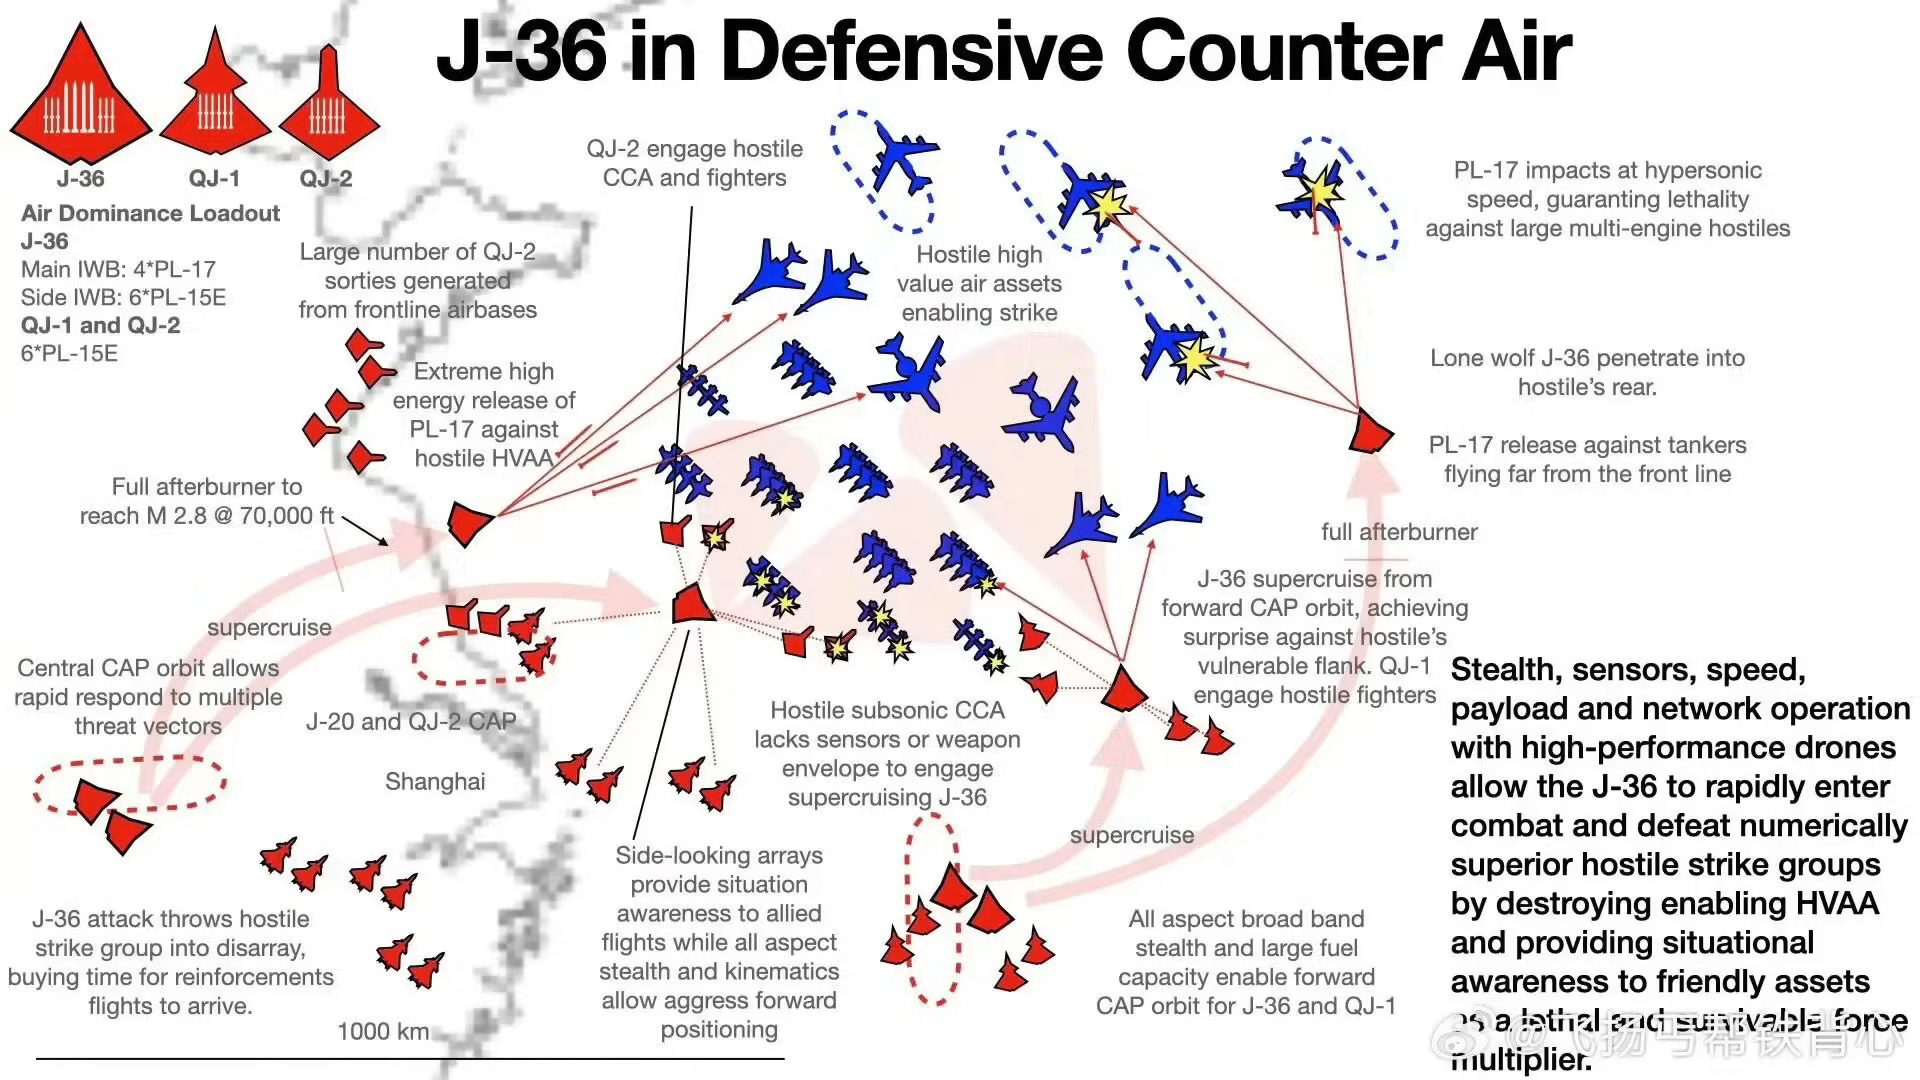 J-36 in Defensive Counter Air
J-36
QJ-1
QJ-2
Air Dominance Loadout
J-36
Main IWB: 4*PL-17
Side IWB: 6*PL-15E
QJ-1 and QJ-2
6*PL-15E
Large number of QJ-2
sorties generated
from frontline airbases
QJ-2 engage hostile
CCA and fighters
Hostile high
value air assets
enabling strike
PL-17 impacts at hypersonic
speed, guaranting lethality
against large multi-engine hostiles
Extreme high
energy release of
PL-17 against
hostile HVAA
Lone wolf J-36 penetrate into
hostile's rear.
PL-17 release against tankers
flying far from the front line
Full afterburner to
reach M 2.8 @ 70,000 ft
full afterburner
J-36 supercruise from
forward CAP orbit, achieving
surprise against hostile's
vulnerable flank. QJ-1
engage hostile fighters
supercruise
Central CAP orbit allows
rapid respond to multiple
threat vectors
J-20 and QJ-2 CAP
Shanghai
Hostile subsonic CCA
lacks sensors or weapon
envelope to engage
supercruising J-36
supercruise
Side-looking arrays
provide situation
awareness to allied
flights while all aspect
stealth and kinematics
allow aggress forward
positioning
J-36 attack throws hostile
strike group into disarray,
buying time for reinforcements
flights to arrive.
1000 km
All aspect broad band
stealth and large fuel
capacity enable forward
CAP orbit for J-36 and QJ-1
Stealth, sensors, speed,
payload and network operation
with high-performance drones
allow the J-36 to rapidly enter
combat and defeat numerically
superior hostile strike groups
by destroying enabling HVAA
and providing situational
awareness to friendly assets
as a lethal and survivable force
multiplier.
@飞扬丐帮铁背心